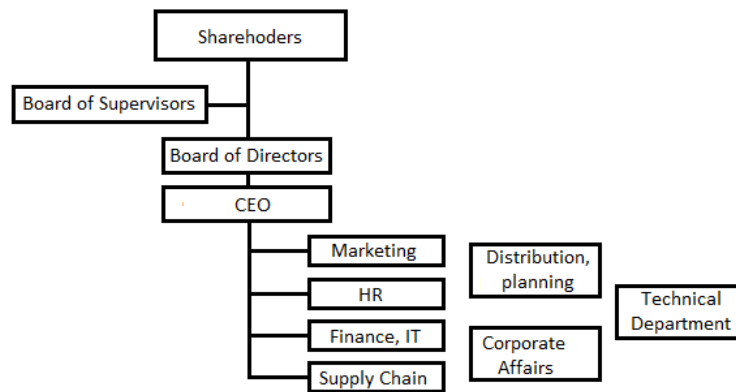 Sharehoders
Board of Supervisors
Board of Directors
CEO
Marketing
HR
Finance, IT
Supply Chain
Distribution,
planning
Corporate
Affairs
Technical
Department